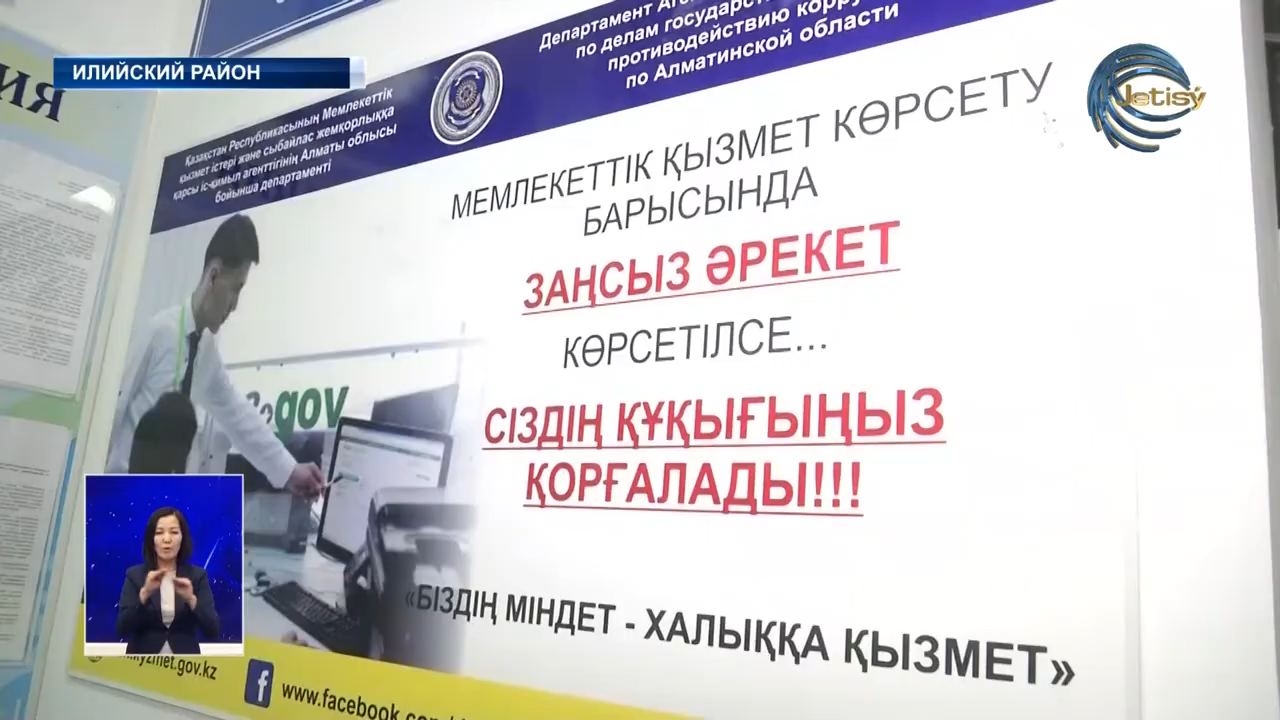 ИЛИЙСКИЙ РАЙОН
Jetisý
Қазақстан Республикасының Мемлекеттік
қызмет істері және сыбайлас жемқорлыққа
қарсы іс-қимыл агенттігінің Алматы облысы
бойынша департаменті
Департамент
по делам
противодействию
по Алматинской области
МЕМЛЕКЕТТІК ҚЫЗМЕТ КӨРСЕТУ
БАРЫСЫНДА
ЗАҢСЫЗ ӘРЕКЕТ
КӨРСЕТІЛСЕ...
СІЗДІҢ ҚҰҚЫҒЫҢЫЗ
ҚОРҒАЛАДЫ!!!
gov
«БІЗДІҢ МІНДЕТ - ХАЛЫҚҚА ҚЫЗМЕТ»
www.facebook.com